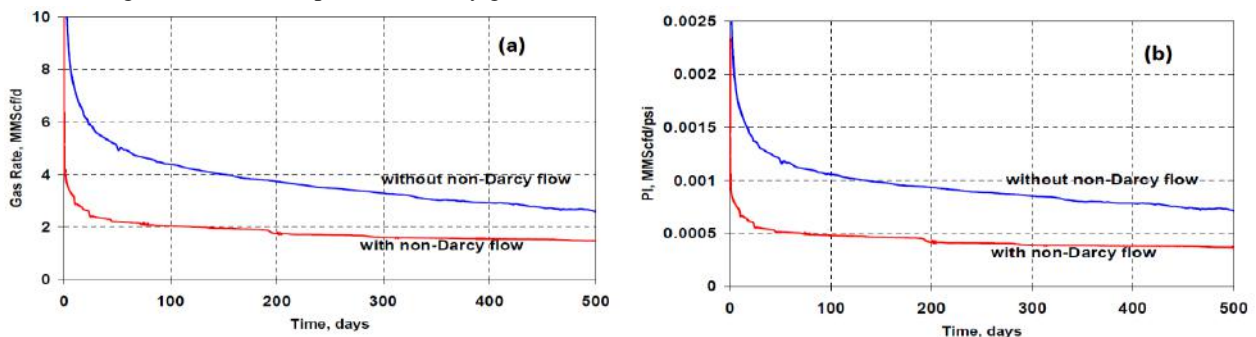 10
8
6
4
2
0
Gas Rate, MMScf/d
(a)
without non-Darcy flow
with non-Darcy flow
0 100 200 300 400 500
Time, days
0.0025
0.002
0.0015
0.001
0.0005
0
PI, MMScfd/psi
(b)
without non-Darcy flow
with non-Darcy flow
0 100 200 300 400 500
Time, days